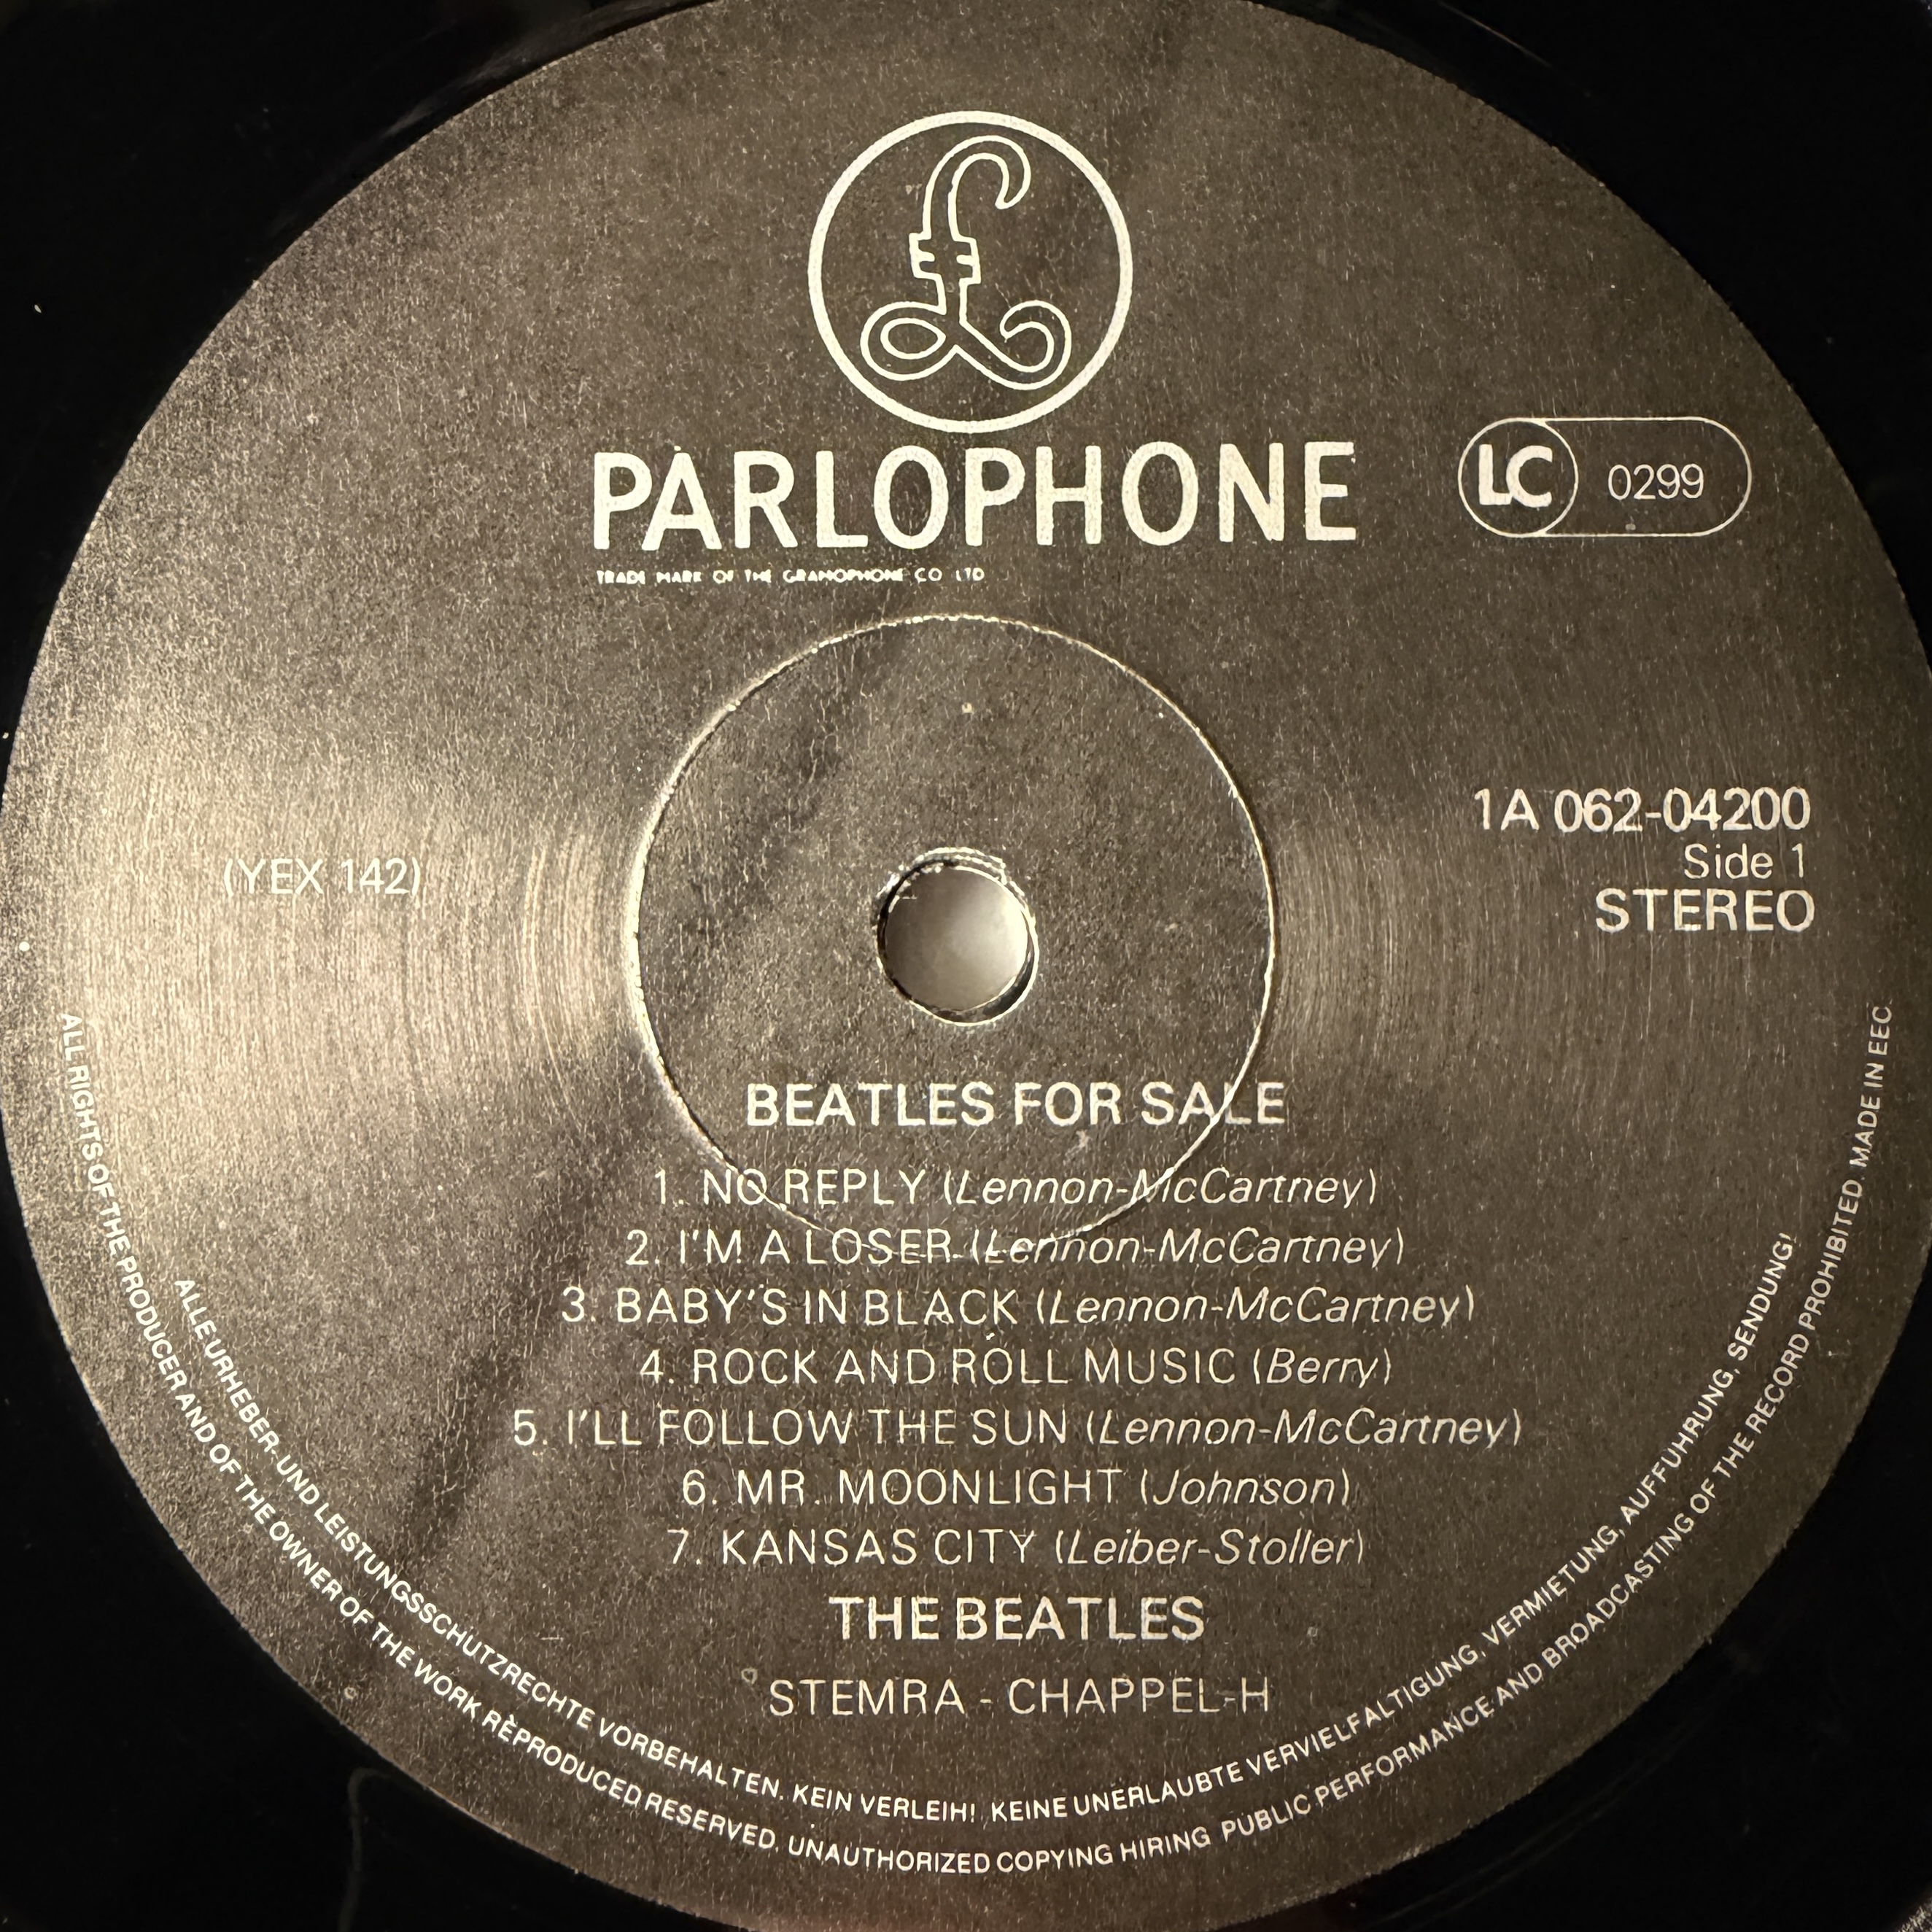 £
PARLOPHONE
TRADE MARK OF THE GRAMOPHONE CO LTD
LC 0299
1A 062-04200
Side 1
STEREO
(YEX 142)
BEATLES FOR SALE
1. NO REPLY (Lennon-McCartney)
2. I'M A LOSER (Lennon-McCartney)
3. BABY'S IN BLACK (Lennon-McCartney)
4. ROCK AND ROLL MUSIC (Berry)
5. I'LL FOLLOW THE SUN (Lennon-McCartney)
6. MR. MOONLIGHT (Johnson)
7. KANSAS CITY (Leiber-Stoller)
THE BEATLES
STEMRA - CHAPPEL-H
ALLE URHEBER- UND LEISTUNGSSCHUTZRECHTE VORBEHALTEN. KEIN VERLEIH! KEINE UNERLAUBTE VERVIELFALTIGUNG, VERMIETUNG, AUFFUHRUNG, SENDUNG!
ALL RIGHTS OF THE PRODUCER AND OF THE OWNER OF THE WORK REPRODUCED RESERVED. UNAUTHORIZED COPYING HIRING PUBLIC PERFORMANCE AND BROADCASTING OF THE RECORD PROHIBITED. MADE IN EEC